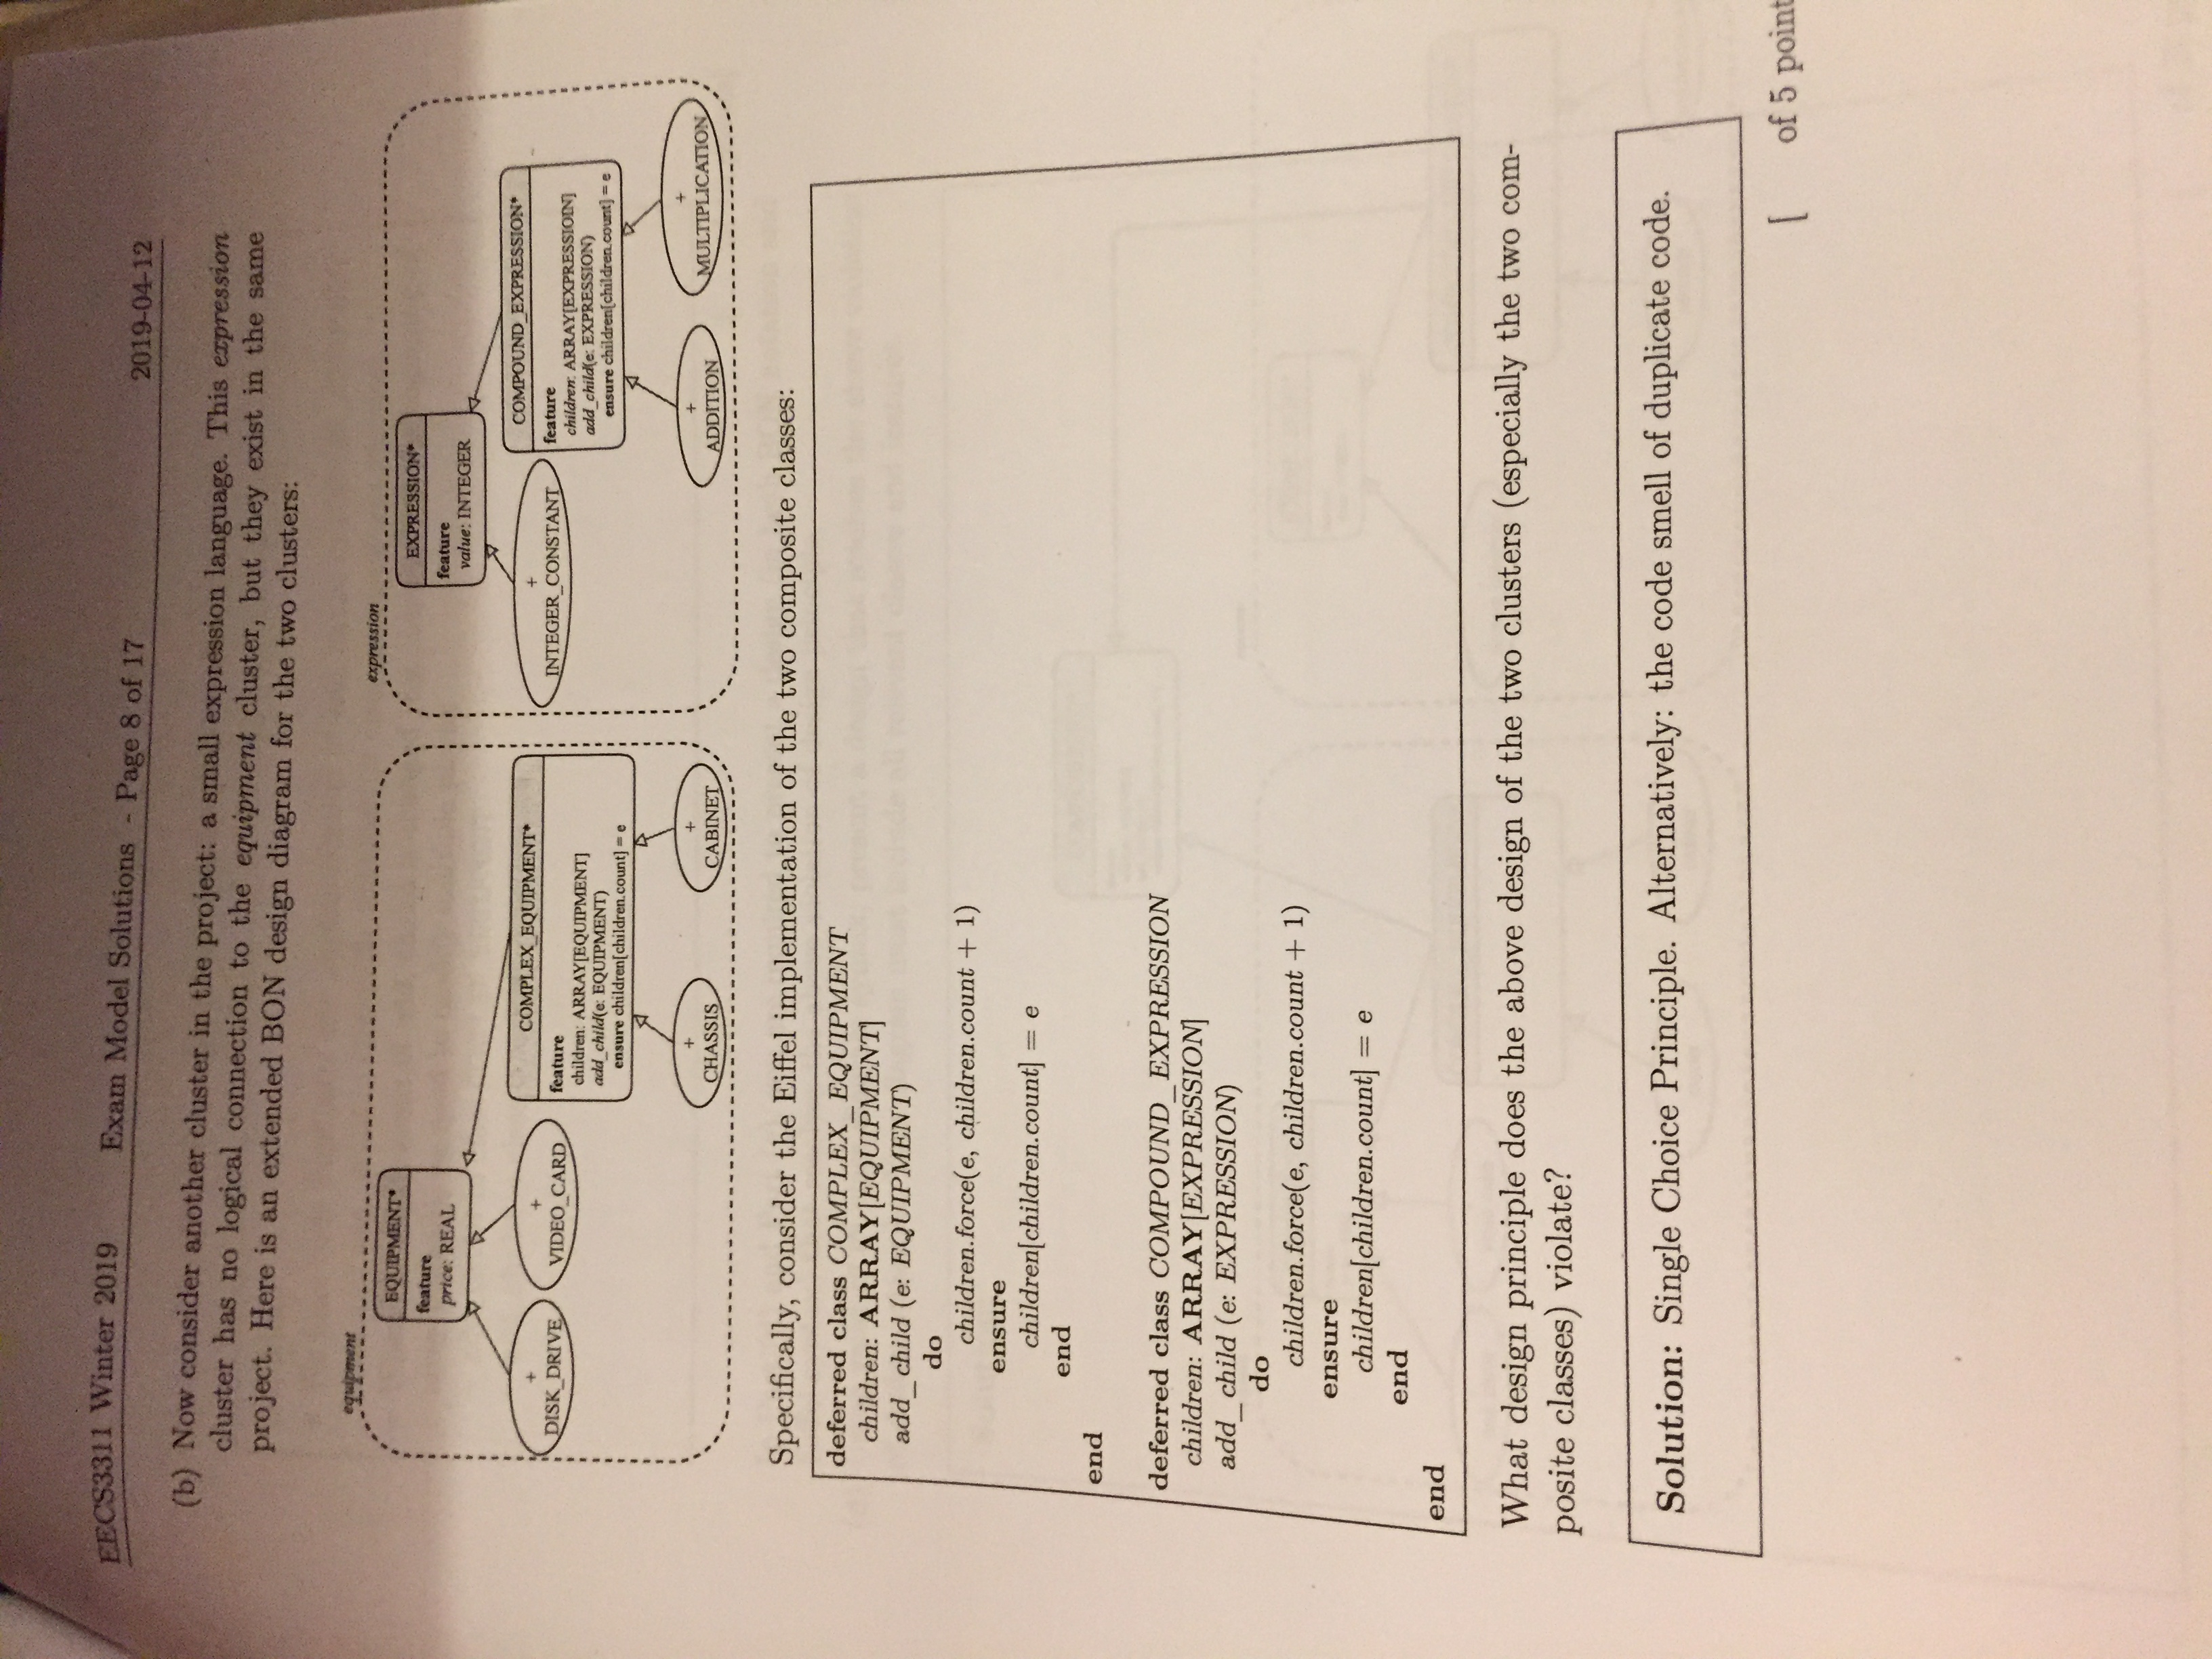 EECS3311 Winter 2019 Exam Model Solutions - Page 8 of 17 2019-04-12
(b) Now consider another cluster in the project: a small expression language. This expression
cluster has no logical connection to the equipment cluster, but they exist in the same
project. Here is an extended BON design diagram for the two clusters:
equipment
EQUIPMENT*
feature
price: REAL
+
DISK_DRIVE
+
VIDEO_CARD
COMPLEX_EQUIPMENT*
feature
children: ARRAY[EQUIPMENT]
add_child(e: EQUIPMENT)
ensure children[children.count] = e
+
CHASSIS
+
CABINET
expression
EXPRESSION*
feature
value: INTEGER
+
INTEGER_CONSTANT
COMPOUND_EXPRESSION*
feature
children: ARRAY[EXPRESSIOIN]
add_child(e: EXPRESSION)
ensure children[children.count] = e
+
ADDITION
+
MULTIPLICATION
Specifically, consider the Eiffel implementation of the two composite classes:
deferred class COMPLEX_EQUIPMENT
children: ARRAY[EQUIPMENT]
add_child (e: EQUIPMENT)
do
children.force(e, children.count + 1)
ensure
children[children.count] = e
end
end
deferred class COMPOUND_EXPRESSION
children: ARRAY[EXPRESSION]
add_child (e: EXPRESSION)
do
children.force(e, children.count + 1)
ensure
children[children.count] = e
end
end
What design principle does the above design of the two clusters (especially the two com-
posite classes) violate?
Solution: Single Choice Principle. Alternatively: the code smell of duplicate code.
[ of 5 point